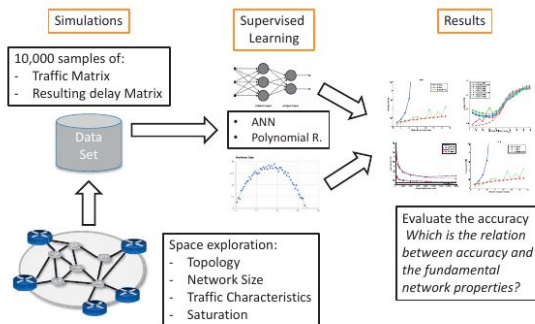 Simulations
Supervised
Learning
Results
10,000 samples of:
- Traffic Matrix
- Resulting delay Matrix
Data
Set
• ANN
• Polynomial R.
Space exploration:
- Topology
- Network Size
- Traffic Characteristics
- Saturation
Evaluate the accuracy
Which is the relation
between accuracy and
the fundamental
network properties?